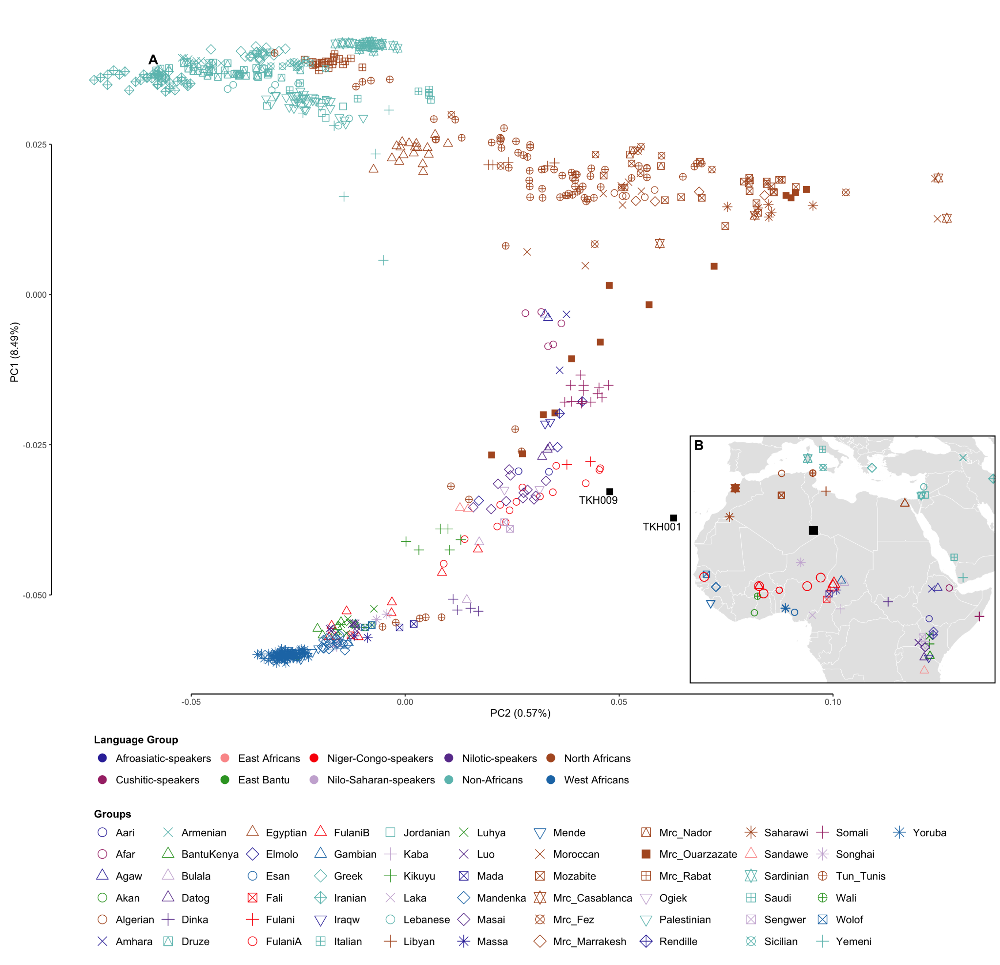 A
0.025
0.000
-0.025
-0.050
PC1 (8.49%)
TKH009
TKH001
B
-0.05 0.00 0.05 0.10
PC2 (0.57%)
Language Group
Afroasiatic-speakers East Africans Niger-Congo-speakers Nilotic-speakers North Africans
Cushitic-speakers East Bantu Nilo-Saharan-speakers Non-Africans West Africans
Groups
Aari Armenian Egyptian FulaniB Jordanian Luhya Mende Mrc_Nador Saharawi Somali Yoruba
Afar BantuKenya Elmolo Gambian Kaba Luo Moroccan Mrc_Ouarzazate Sandawe Songhai
Agaw Bulala Esan Greek Kikuyu Mada Mozabite Mrc_Rabat Sardinian Tun_Tunis
Akan Datog Fali Iranian Laka Mandenka Mrc_Casablanca Ogiek Saudi Wali
Algerian Dinka Fulani Iraqw Lebanese Masai Mrc_Fez Palestinian Sengwer Wolof
Amhara Druze FulaniA Italian Libyan Massa Mrc_Marrakesh Rendille Sicilian Yemeni